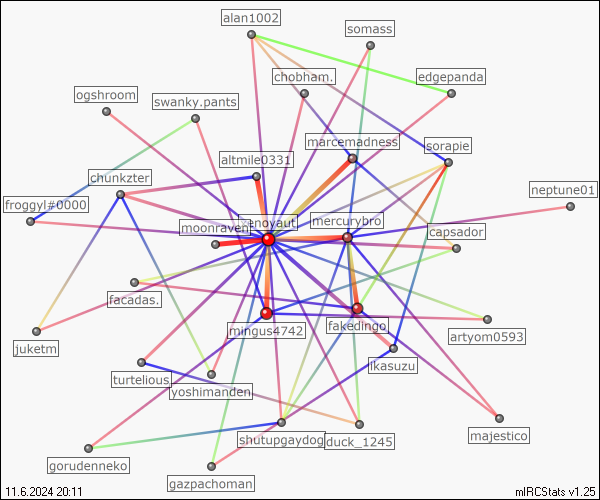 alan1002
somass
chobham.
edgepanda
ogshroom
swanky.pants
marcemadness
sorapie
altmile0331
chunkzter
neptune01
froggyl#0000
xenoyaut
mercurybro
moonraven
capsador
facadas.
mingus4742
fakedingo
artyom0593
juketm
ikasuzu
turtelious
yoshimanden
shutupgaydog
duck_1245
majestico
gorudenneko
gazpachoman
11.6.2024 20:11
mIRCStats v1.25